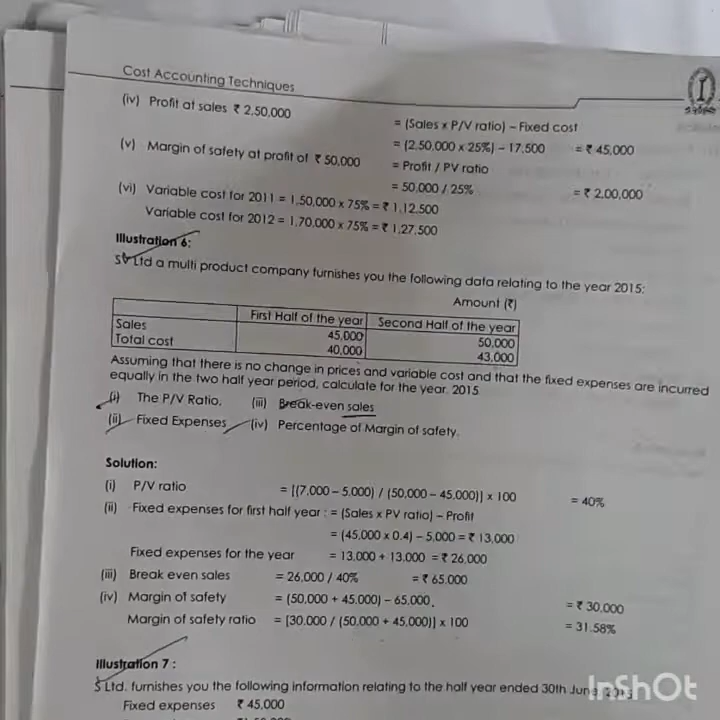 Cost Accounting Techniques
(iv) Profit at sales ₹ 2,50,000
= (Sales x P/V ratio) – Fixed cost
= (2,50,000 x 25%) – 17,500 = ₹ 45,000
(v) Margin of safety at profit of ₹ 50,000
= Profit / PV ratio
= 50,000 / 25% = ₹ 2,00,000
(vi) Variable cost for 2011 = 1,50,000 x 75% = ₹ 1,12,500
Variable cost for 2012 = 1,70,000 x 75% = ₹ 1,27,500
Illustration 6:
Ltd a multi product company furnishes you the following data relating to the year 2015:
Amount (₹)
First Half of the year Second Half of the year
Sales 45,000 50,000
Total cost 40,000 43,000
Assuming that there is no change in prices and variable cost and that the fixed expenses are incurred
equally in the two half year period, calculate for the year 2015
(i) The P/V Ratio, (iii) Break-even sales
(ii) Fixed Expenses (iv) Percentage of Margin of safety.
Solution:
(i) P/V ratio = [(7,000 – 5,000) / (50,000 – 45,000)] x 100 = 40%
(ii) Fixed expenses for first half year : = (Sales x PV ratio) – Profit
= (45,000 x 0.4) – 5,000 = ₹ 13,000
Fixed expenses for the year = 13,000 + 13,000 = ₹ 26,000
(iii) Break even sales = 26,000 / 40% = ₹ 65,000
(iv) Margin of safety = (50,000 + 45,000) – 65,000. = ₹ 30,000
Margin of safety ratio = [30,000 / (50,000 + 45,000)] x 100 = 31.58%
Illustration 7 :
S Ltd. furnishes you the following information relating to the half year ended 30th June,
Fixed expenses ₹ 45,000
InShOt